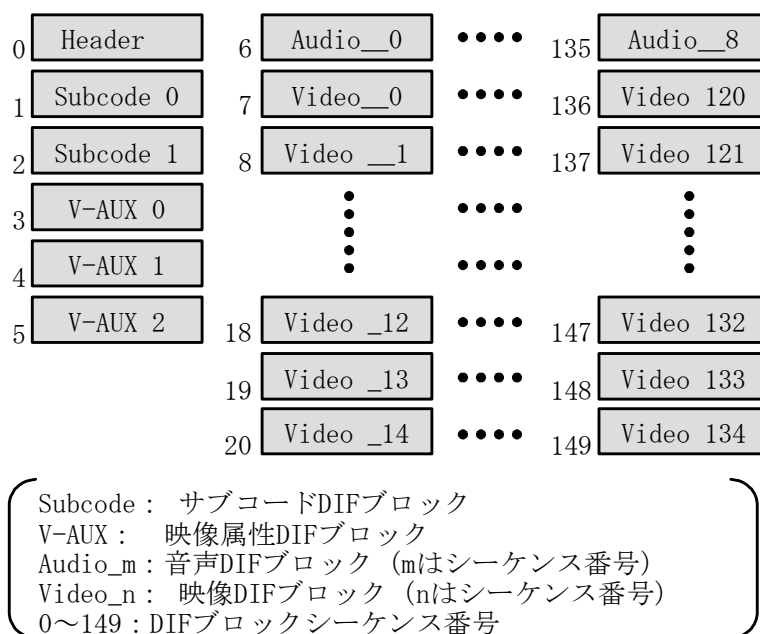 0 Header 6 Audio__0 135 Audio__8
1 Subcode 0 7 Video__0 136 Video 120
2 Subcode 1 8 Video __1 137 Video 121
3 V-AUX 0
4 V-AUX 1
5 V-AUX 2 18 Video _12 147 Video 132
19 Video _13 148 Video 133
20 Video _14 149 Video 134
Subcode： サブコードDIFブロック
V-AUX： 映像属性DIFブロック
Audio_m：音声DIFブロック (mはシーケンス番号)
Video_n： 映像DIFブロック (nはシーケンス番号)
0～149：DIFブロックシーケンス番号